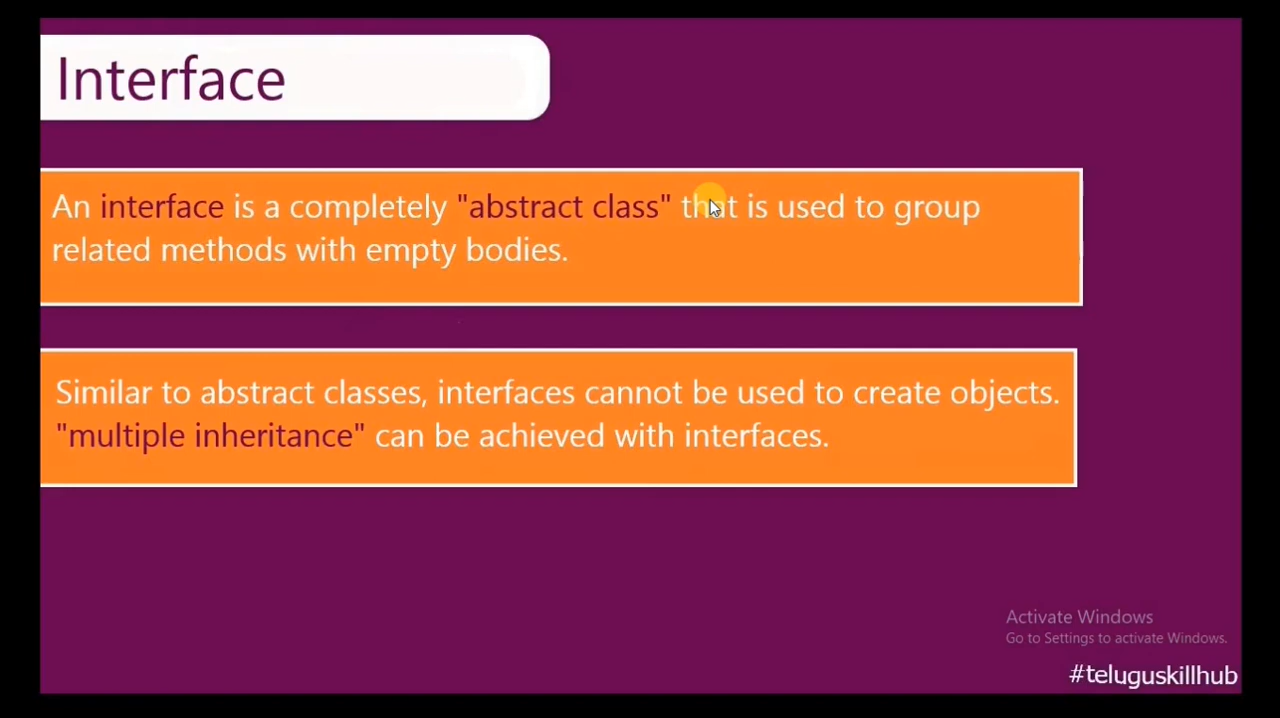 Interface
An interface is a completely "abstract class" that is used to group
related methods with empty bodies.
Similar to abstract classes, interfaces cannot be used to create objects.
"multiple inheritance" can be achieved with interfaces.
Activate Windows
Go to Settings to activate Windows.
#teluguskillhub